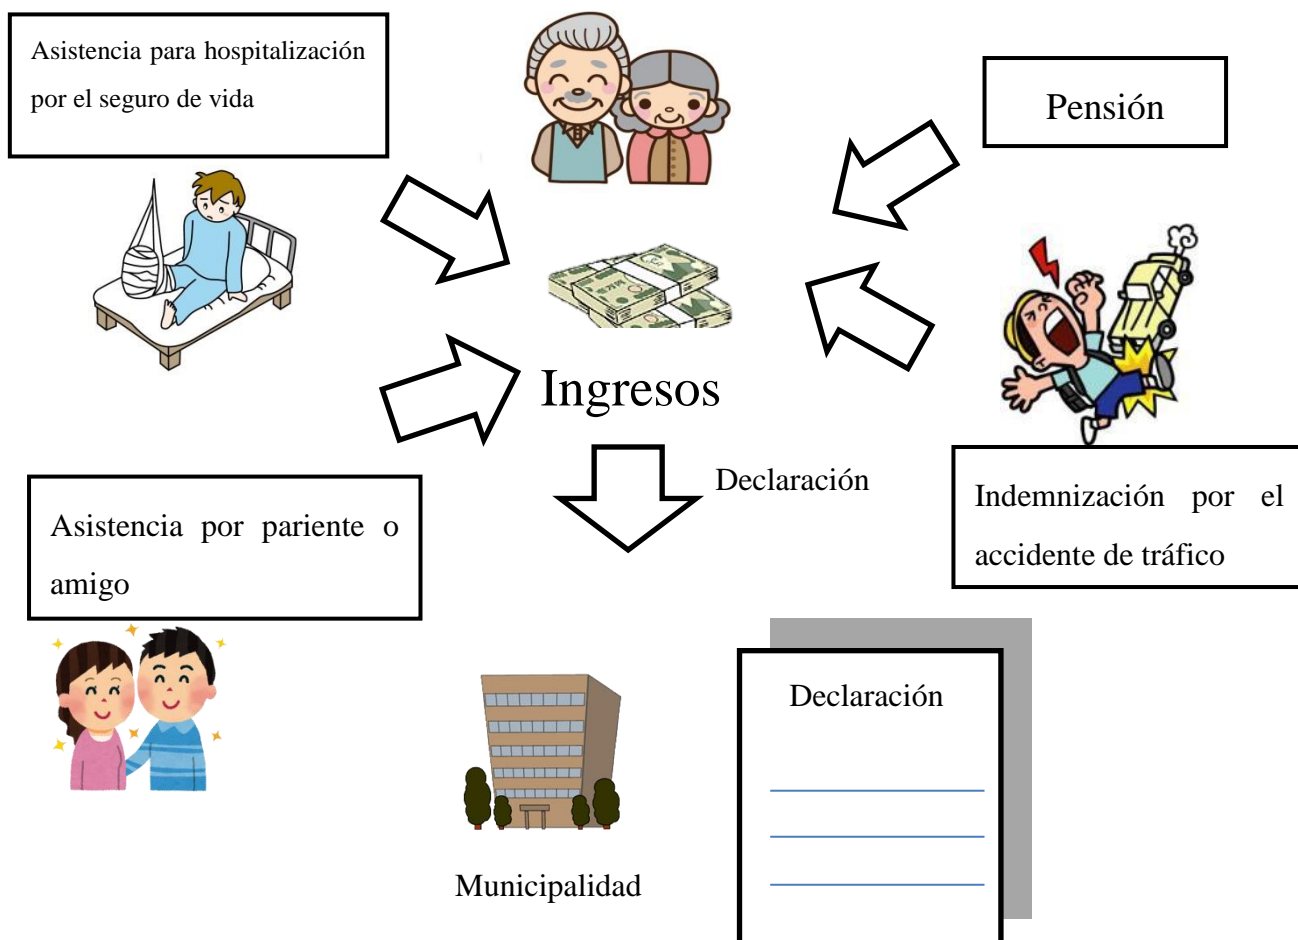 Asistencia para hospitalización
por el seguro de vida
Pensión
Ingresos
Declaración
Asistencia por pariente o
amigo
Indemnización por el
accidente de tráfico
Declaración
Municipalidad